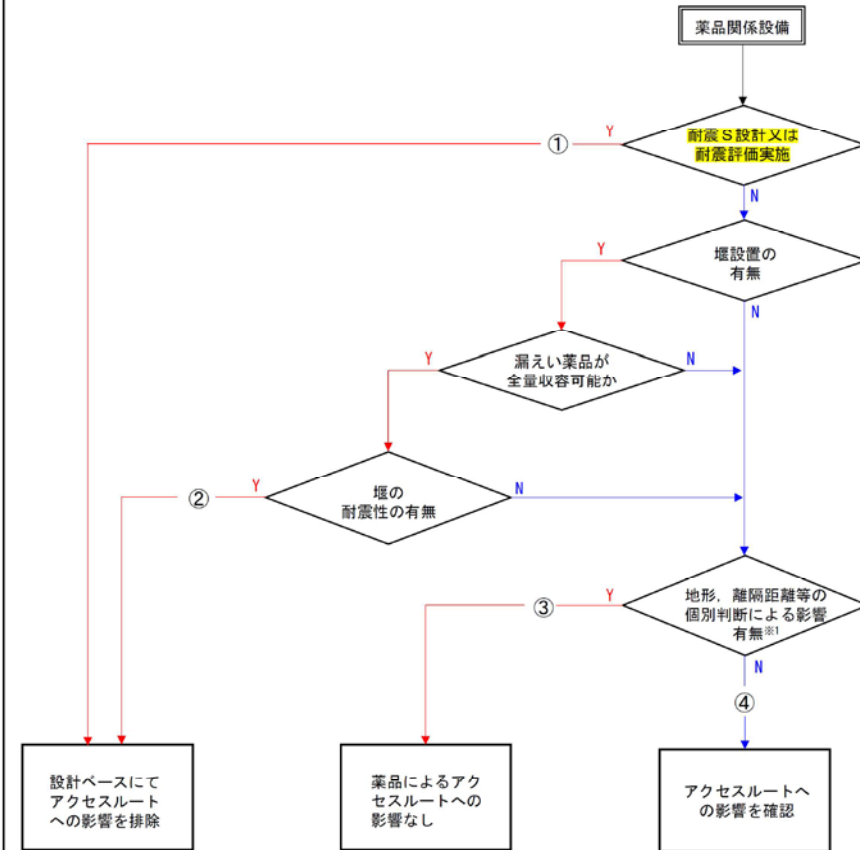 薬品関係設備
耐震S設計又は
耐震評価実施
Y
①
N
堰設置の
有無
Y
N
漏えい薬品が
全量収容可能か
Y
N
堰の
耐震性の有無
Y
②
N
地形，離隔距離等の
個別判断による影響
有無※1
Y
③
N
④
設計ベースにて
アクセスルート
への影響を排除
薬品によるアク
セスルートへの
影響なし
アクセスルートへ
の影響を確認